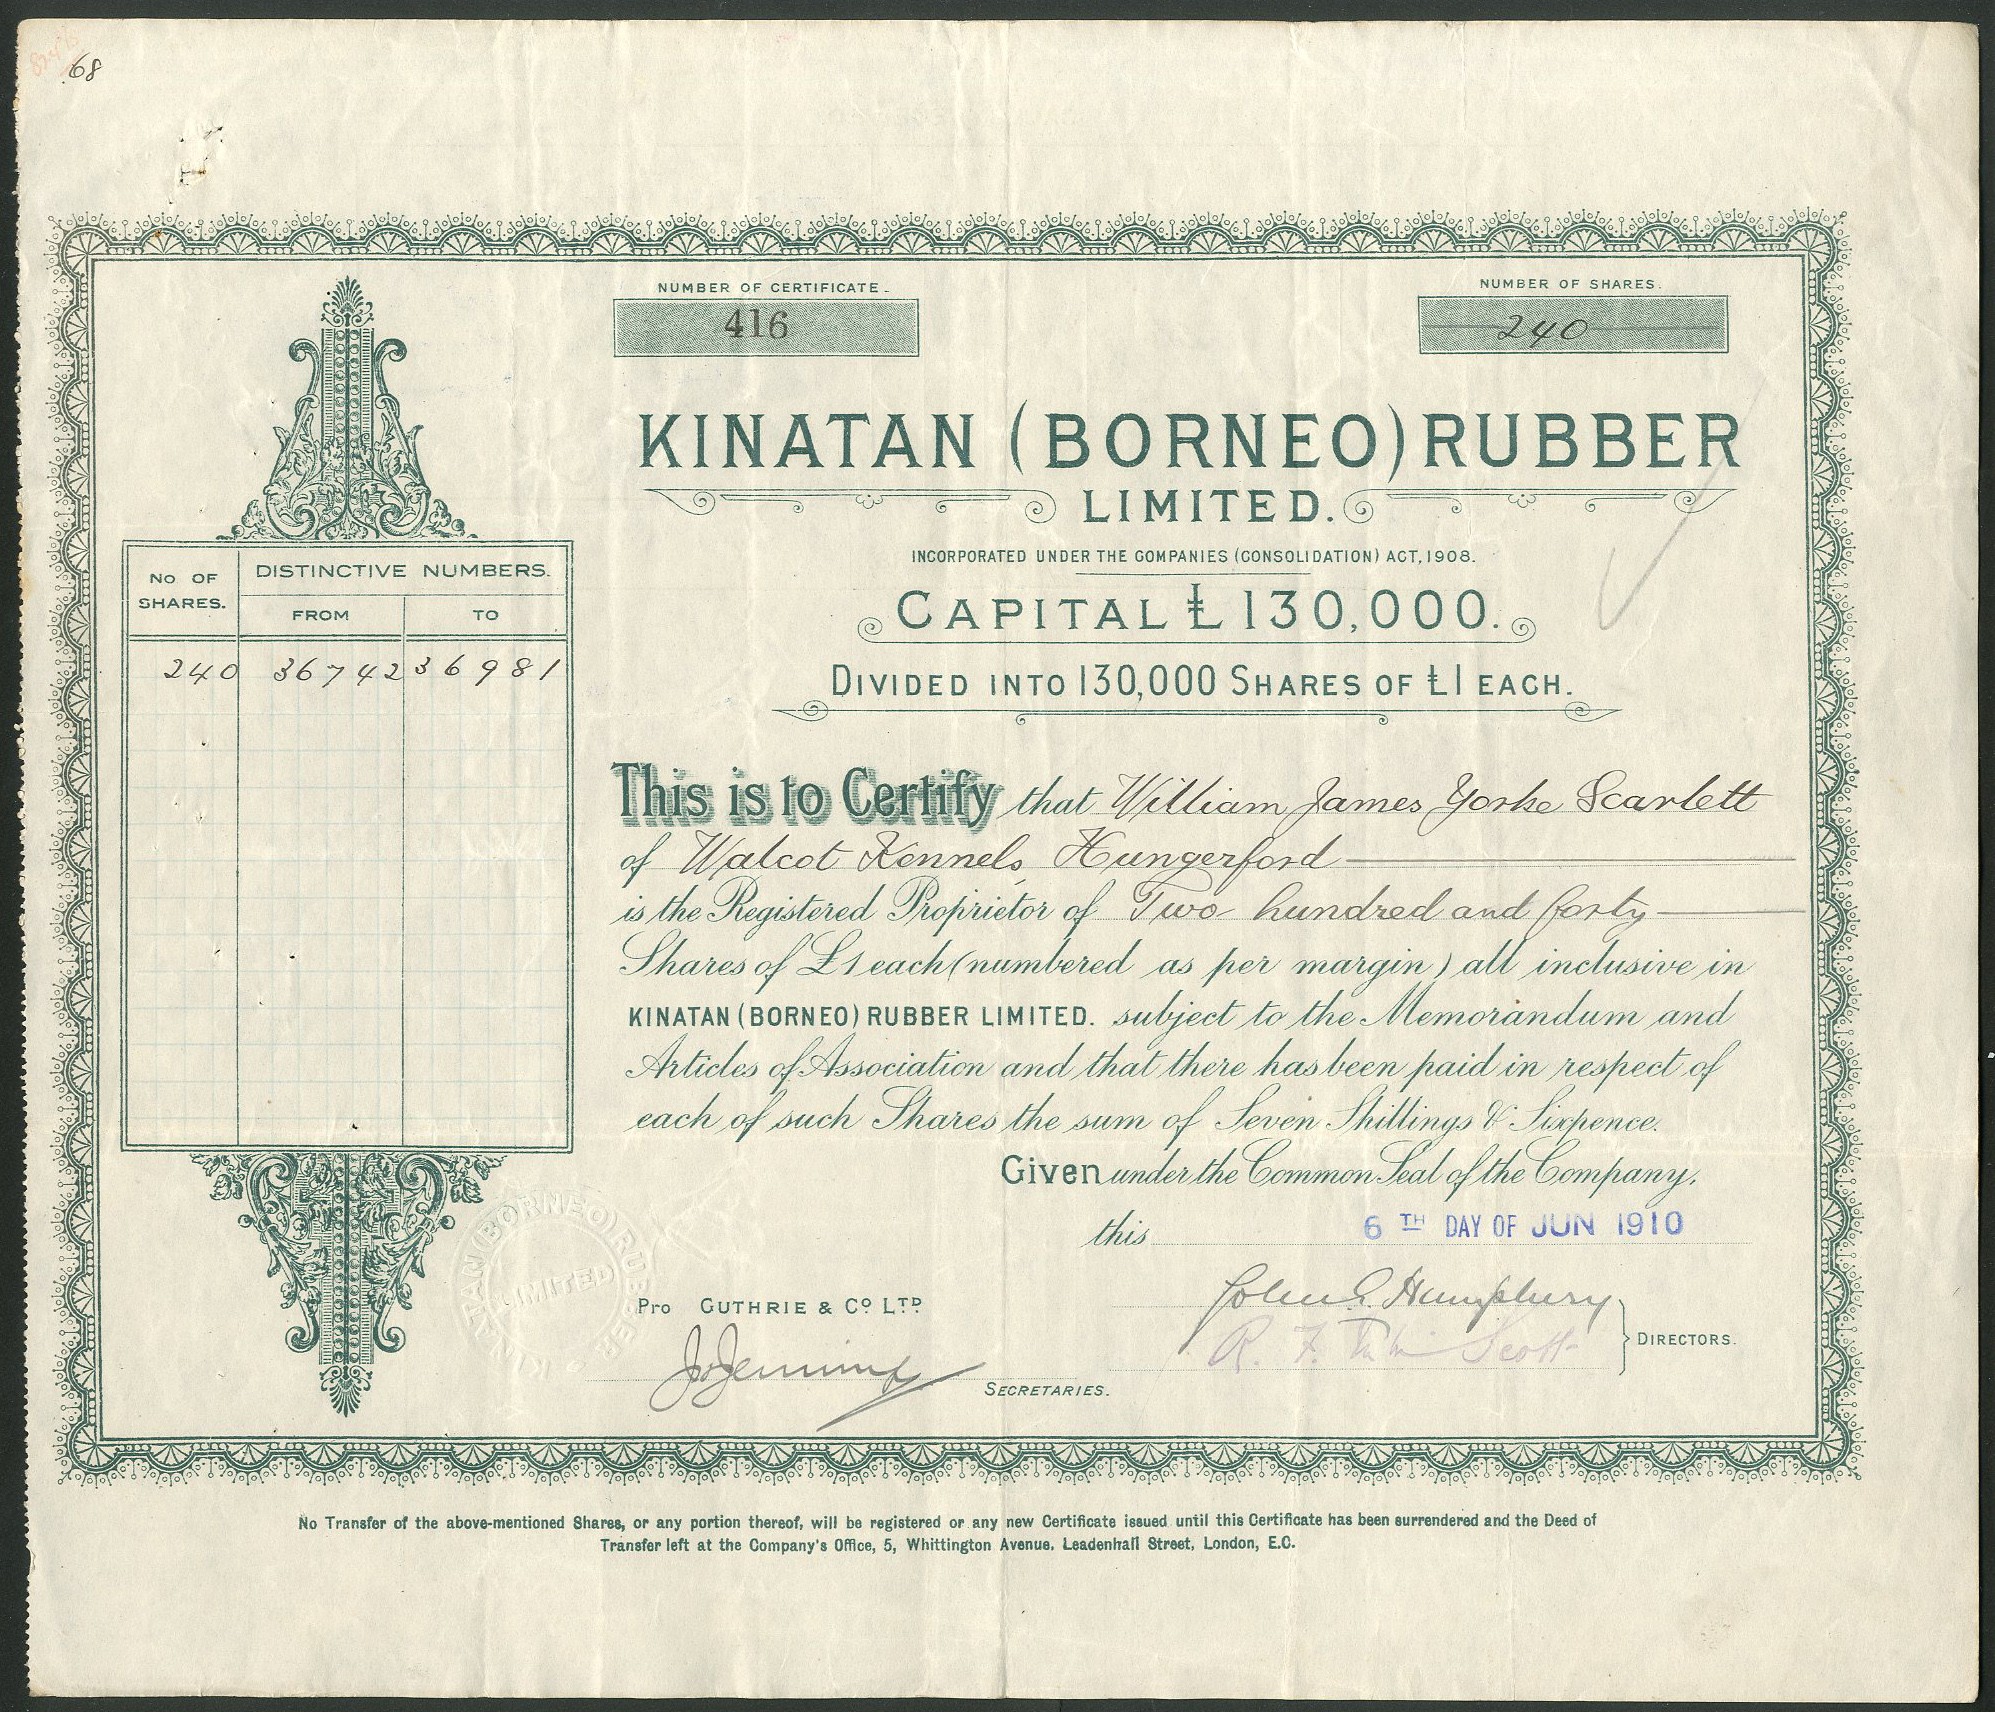 68
NUMBER OF CERTIFICATE.
416
NUMBER OF SHARES.
240
KINATAN (BORNEO) RUBBER
LIMITED.
INCORPORATED UNDER THE COMPANIES (CONSOLIDATION) ACT, 1908.
CAPITAL £130,000.
DIVIDED INTO 130,000 SHARES OF £1 EACH.
No OF SHARES. DISTINCTIVE NUMBERS.
FROM TO
240 36742 36981
This is to Certify that William James Yorke Scarlett
of Walcot Kennels, Hungerford
is the Registered Proprietor of Two hundred and forty
Shares of £1 each (numbered as per margin) all inclusive in
KINATAN (BORNEO) RUBBER LIMITED. subject to the Memorandum and
Articles of Association and that there has been paid in respect of
each of such Shares the sum of Seven Shillings & Sixpence.
Given under the Common Seal of the Company,
this 6TH DAY OF JUN 1910
KINATAN (BORNEO) RUBBER
LIMITED
Pro GUTHRIE & CO LTD
SECRETARIES.
Humphery
R. F. Scott
DIRECTORS.
No Transfer of the above-mentioned Shares, or any portion thereof, will be registered or any new Certificate issued until this Certificate has been surrendered and the Deed of
Transfer left at the Company's Office, 5, Whittington Avenue, Leadenhall Street, London, E.C.